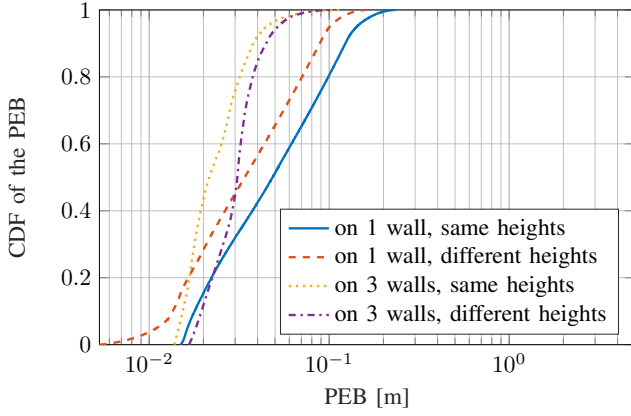 1
0.8
0.6
0.4
0.2
0
CDF of the PEB
on 1 wall, same heights
on 1 wall, different heights
on 3 walls, same heights
on 3 walls, different heights
10⁻² 10⁻¹ 10⁰
PEB [m]